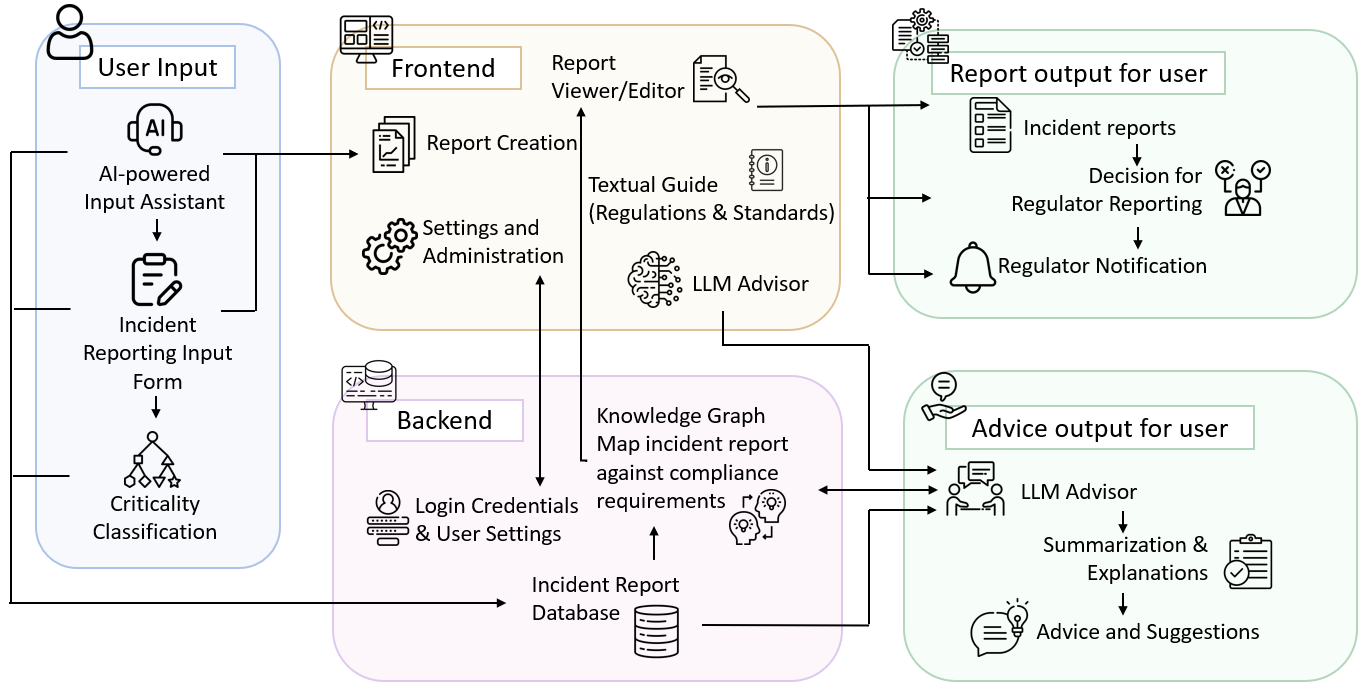 User Input
AI
AI-powered
Input Assistant
Incident
Reporting Input
Form
Criticality
Classification
Frontend
Report
Viewer/Editor
Report Creation
Textual Guide
(Regulations & Standards)
Settings and
Administration
LLM Advisor
Backend
Knowledge Graph
Map incident report
against compliance
requirements
Login Credentials
& User Settings
Incident Report
Database
Report output for user
Incident reports
Decision for
Regulator Reporting
Regulator Notification
Advice output for user
LLM Advisor
Summarization &
Explanations
Advice and Suggestions